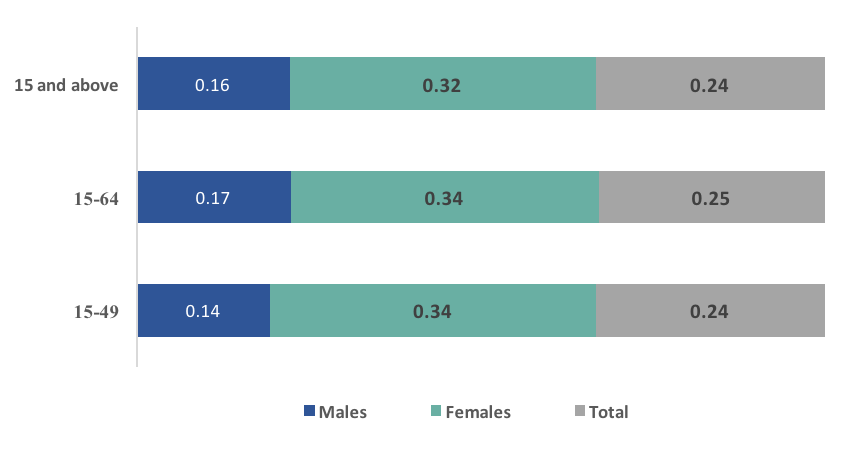 15 and above 0.16 0.32 0.24
15-64 0.17 0.34 0.25
15-49 0.14 0.34 0.24
Males Females Total